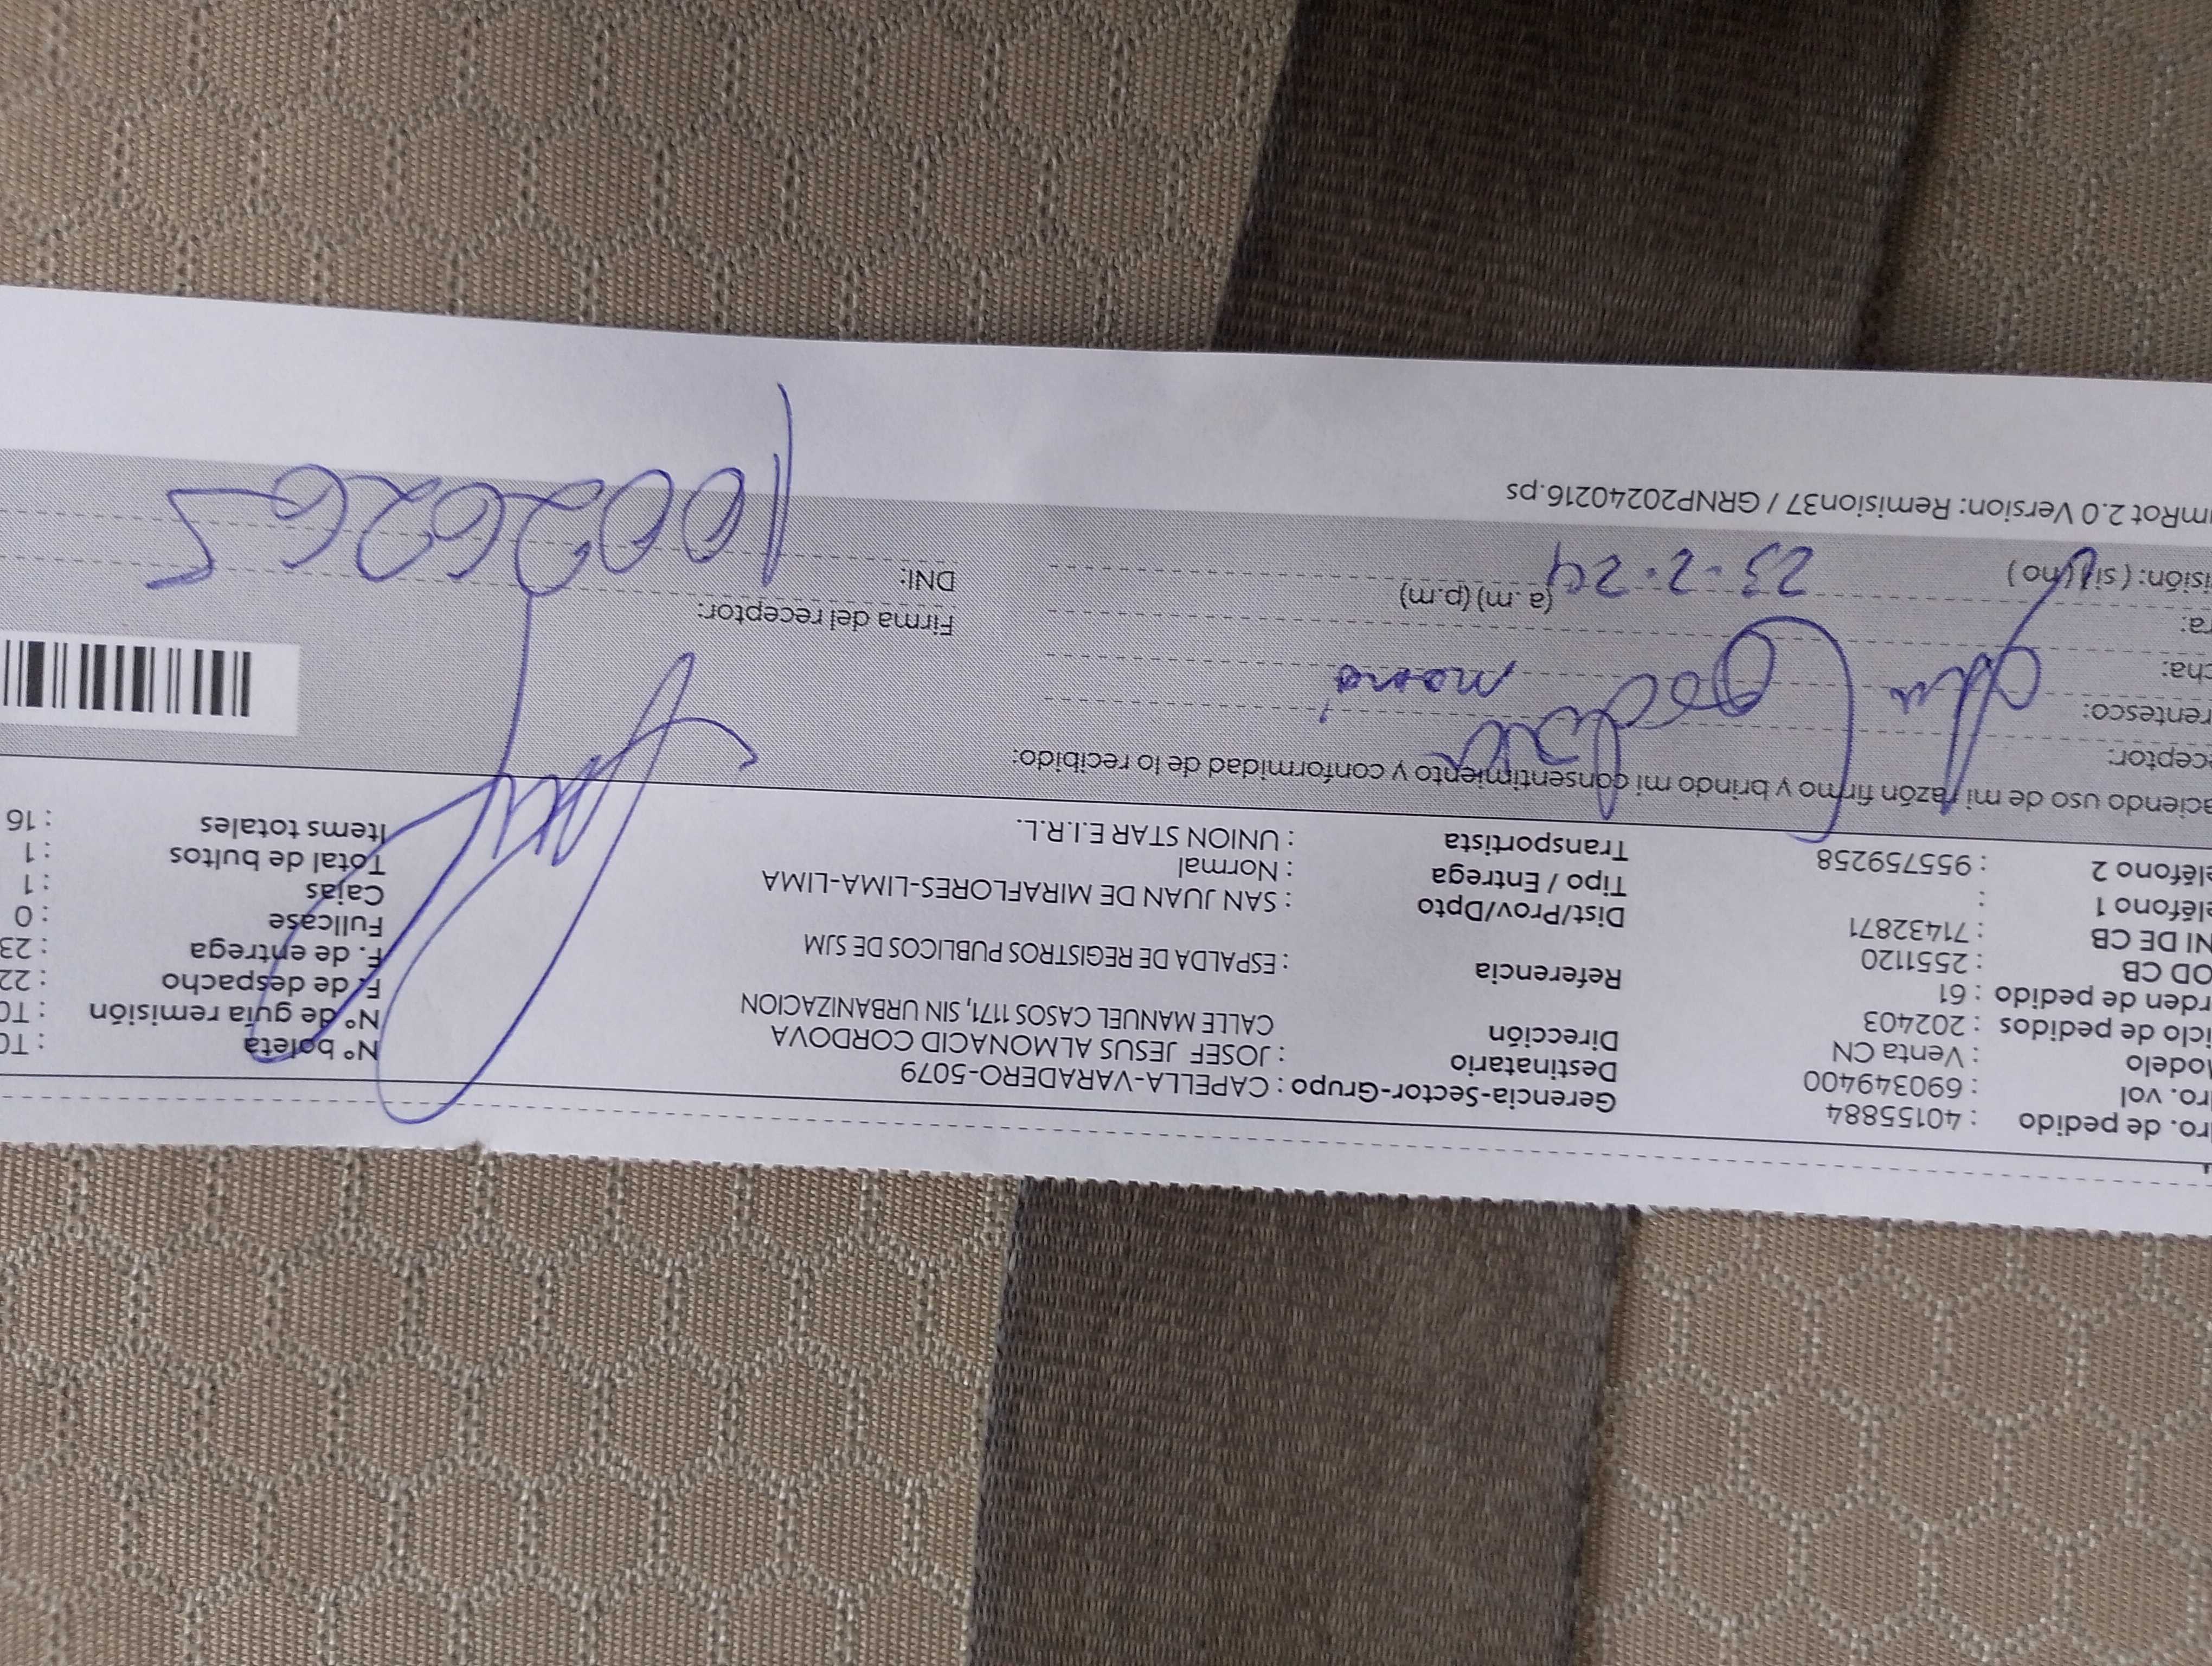 ro. de pedido : 40155884 Gerencia-Sector-Grupo : CAPELLA-VARADERO-5079 Nº boleta : T0
ro. vol : 690349400 Destinatario : JOSEF JESUS ALMONACID CORDOVA Nº de guía remisión : T0
Modelo : Venta CN Dirección CALLE MANUEL CASOS 1171, SIN URBANIZACION F. de despacho : 22
iclo de pedidos : 202403 F. de entrega : 23
rden de pedido : 61 Referencia : ESPALDA DE REGISTROS PUBLICOS DE SJM Fullcase : 0
OD CB : 2551120 Cajas : 1
NI DE CB : 71432871 Dist/Prov/Dpto : SAN JUAN DE MIRAFLORES-LIMA-LIMA Total de bultos : 1
eléfono 1 : Tipo / Entrega : Normal Items totales : 16
eléfono 2 : 955759258 Transportista : UNION STAR E.I.R.L.
aciendo uso de mi razón firmo y brindo mi consentimiento y conformidad de lo recibido:
ceptor:
rentesco: mamá
cha:
ra: (a.m) (p.m) Firma del receptor:
isión: ( si ) (no ) 23-2-24 DNI: 10026265
mRot 2.0 Version: Remision37 / GRNP20240216.ps